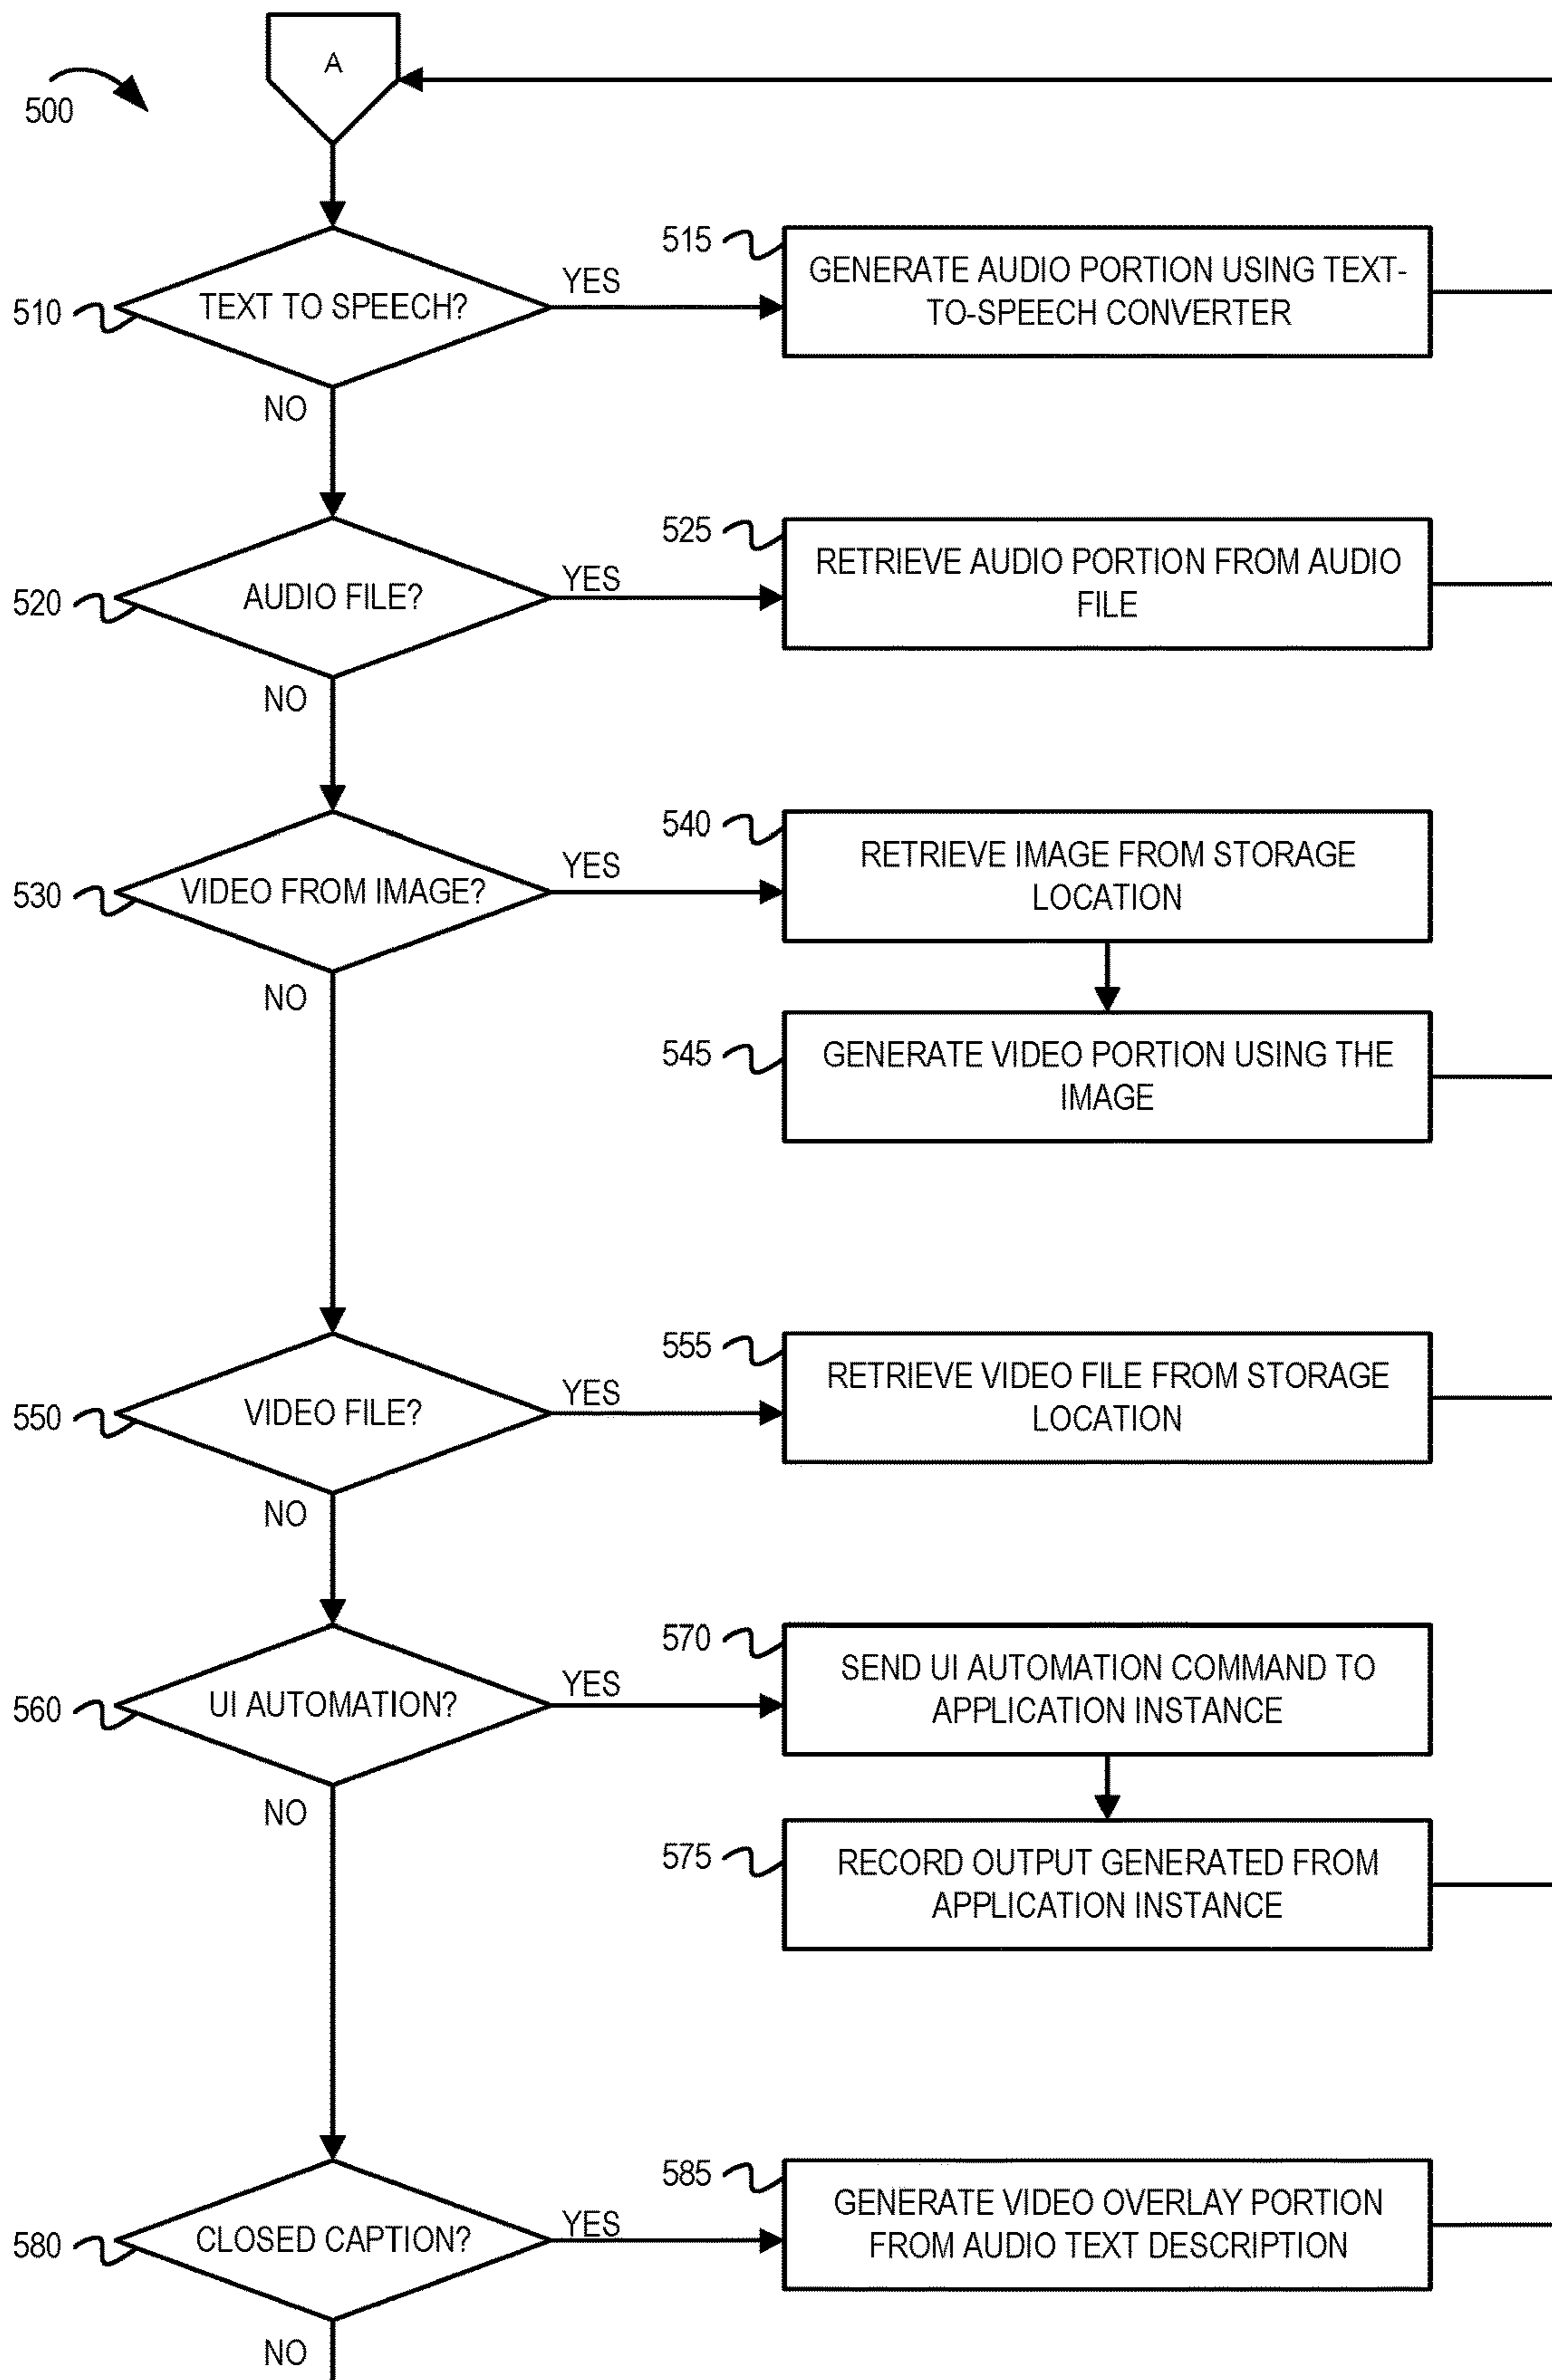 A
500
510
TEXT TO SPEECH?
YES
NO
515
GENERATE AUDIO PORTION USING TEXT-
TO-SPEECH CONVERTER
520
AUDIO FILE?
YES
NO
525
RETRIEVE AUDIO PORTION FROM AUDIO
FILE
530
VIDEO FROM IMAGE?
YES
NO
540
RETRIEVE IMAGE FROM STORAGE
LOCATION
545
GENERATE VIDEO PORTION USING THE
IMAGE
550
VIDEO FILE?
YES
NO
555
RETRIEVE VIDEO FILE FROM STORAGE
LOCATION
560
UI AUTOMATION?
YES
NO
570
SEND UI AUTOMATION COMMAND TO
APPLICATION INSTANCE
575
RECORD OUTPUT GENERATED FROM
APPLICATION INSTANCE
580
CLOSED CAPTION?
YES
NO
585
GENERATE VIDEO OVERLAY PORTION
FROM AUDIO TEXT DESCRIPTION